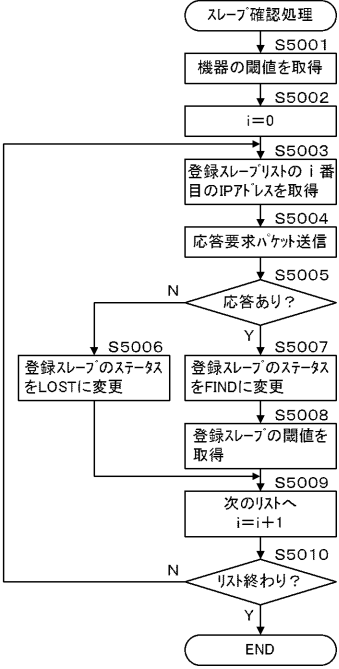 スレーブ確認処理
S5001
機器の閾値を取得
S5002
i=0
S5003
登録スレーブリストのi番
目のIPアドレスを取得
S5004
応答要求パケット送信
S5005
応答あり?
N
Y
S5006
登録スレーブのステータス
をLOSTに変更
S5007
登録スレーブのステータス
をFINDに変更
S5008
登録スレーブの閾値を
取得
S5009
次のリストへ
i=i+1
S5010
リスト終わり?
N
Y
END